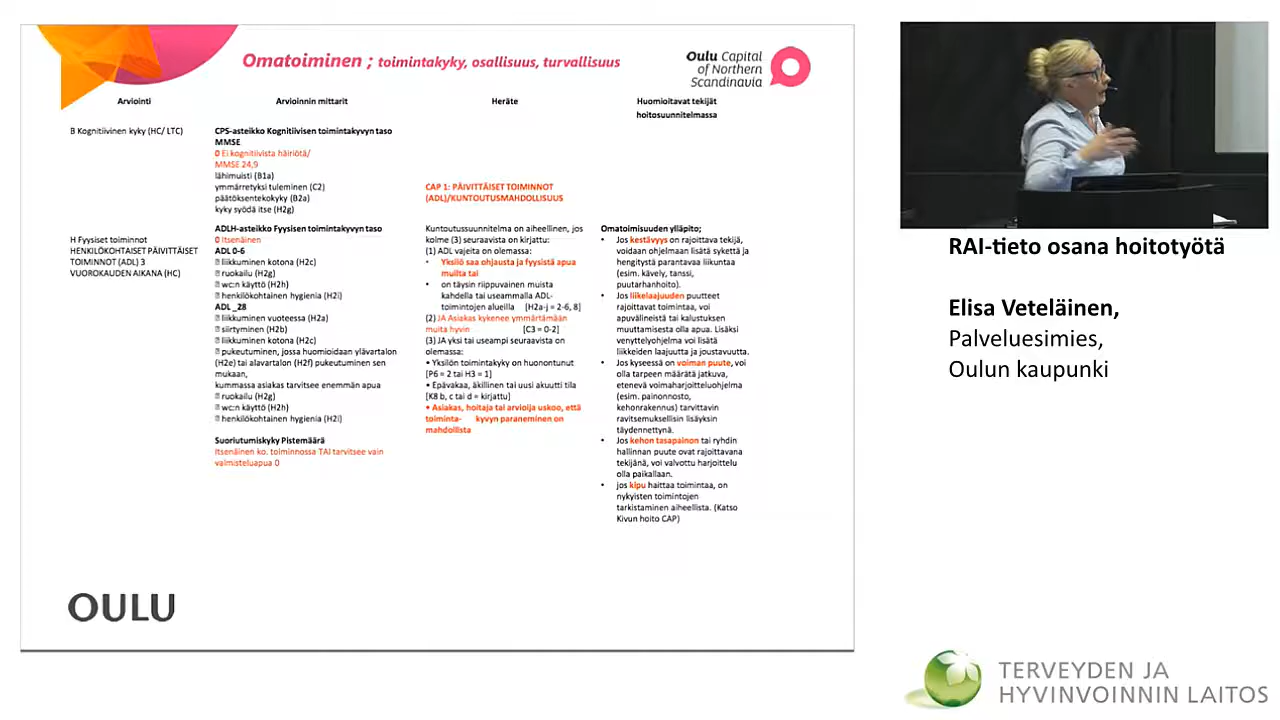 Omatoiminen ; toimintakyky, osallisuus, turvallisuus
Oulu Capital
of Northern
Scandinavia
Arviointi
Arvioinnin mittarit
Heräte
Huomioitavat tekijät
hoitosuunnitelmassa
B Kognitiivinen kyky (HC/ LTC)
CPS-asteikko Kognitiivisen toimintakyvyn taso
MMSE
0 Ei kognitiivista häiriötä/
MMSE 24,9
lähimuisti (B1a)
ymmärretyksi tuleminen (C2)
päätöksentekokyky (B2a)
kyky syödä itse (H2g)
CAP 1: PÄIVITTÄISET TOIMINNOT
(ADL)/KUNTOUTUSMAHDOLLISUUS
H Fyysiset toiminnot
HENKILÖKOHTAISET PÄIVITTÄISET
TOIMINNOT (ADL) 3
VUOROKAUDEN AIKANA (HC)
ADLH-asteikko Fyysisen toimintakyvyn taso
0 Itsenäinen
ADL 0-6
liikkuminen kotona (H2c)
ruokailu (H2g)
wc:n käyttö (H2h)
henkilökohtainen hygienia (H2i)
ADL_28
liikkuminen vuoteessa (H2a)
siirtyminen (H2b)
liikkuminen kotona (H2c)
pukeutuminen, jossa huomioidaan ylävartalon
(H2e) tai alavartalon (H2f) pukeutuminen sen
mukaan,
kummassa asiakas tarvitsee enemmän apua
ruokailu (H2g)
wc:n käyttö (H2h)
henkilökohtainen hygienia (H2i)
Suoriutumiskyky Pistemäärä
Itsenäinen ko. toiminnossa TAI tarvitsee vain
valmisteluapua 0
Kuntoutussuunnitelma on aiheellinen, jos
kolme (3) seuraavista on kirjattu:
(1) ADL vajeita on olemassa:
• Yksilö saa ohjausta ja fyysistä apua
muilta tai
• on täysin riippuvainen muista
kahdella tai useammalla ADL-
toimintojen alueilla [H2a-j = 2-6, 8]
(2) JA Asiakas kykenee ymmärtämään
muita hyvin [C3 = 0-2]
(3) JA yksi tai useampi seuraavista on
olemassa:
• Yksilön toimintakyky on huonontunut
[P6 = 2 tai H3 = 1]
• Epävakaa, äkillinen tai uusi akuutti tila
[K8 b, c tai d = kirjattu]
• Asiakas, hoitaja tai arvioija uskoo, että
toiminta- kyvyn paraneminen on
mahdollista
Omatoimisuuden ylläpito;
• Jos kestävyys on rajoittava tekijä,
voidaan ohjelmaan lisätä sykettä ja
hengitystä parantavaa liikuntaa
(esim. kävely, tanssi,
puutarhanhoito).
• Jos liikelaajuuden puutteet
rajoittavat toimintaa, voi
apuvälineistä tai kalustuksen
muuttamisesta olla apua. Lisäksi
venyttelyohjelma voi lisätä
liikkeiden laajuutta ja joustavuutta.
• Jos kyseessä on voiman puute, voi
olla tarpeen määrätä jatkuva,
etenevä voimaharjoitteluohjelma
(esim. painonnosto,
kehonrakennus) tarvittavin
ravitsemuksellisin lisäyksin
täydennettynä.
• Jos kehon tasapainon tai ryhdin
hallinnan puute ovat rajoittavana
tekijänä, voi valvottu harjoittelu
olla paikallaan.
• jos kipu haittaa toimintaa, on
nykyisten toimintojen
tarkistaminen aiheellista. (Katso
Kivun hoito CAP)
OULU
RAI-tieto osana hoitotyötä
Elisa Veteläinen,
Palveluesimies,
Oulun kaupunki
TERVEYDEN JA
HYVINVOINNIN LAITOS